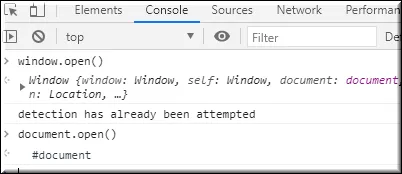 Elements Console Sources Network Performan
top Filter De
window.open()
Window {window: Window, self: Window, document: document,
n: Location, …}
detection has already been attempted
document.open()
#document